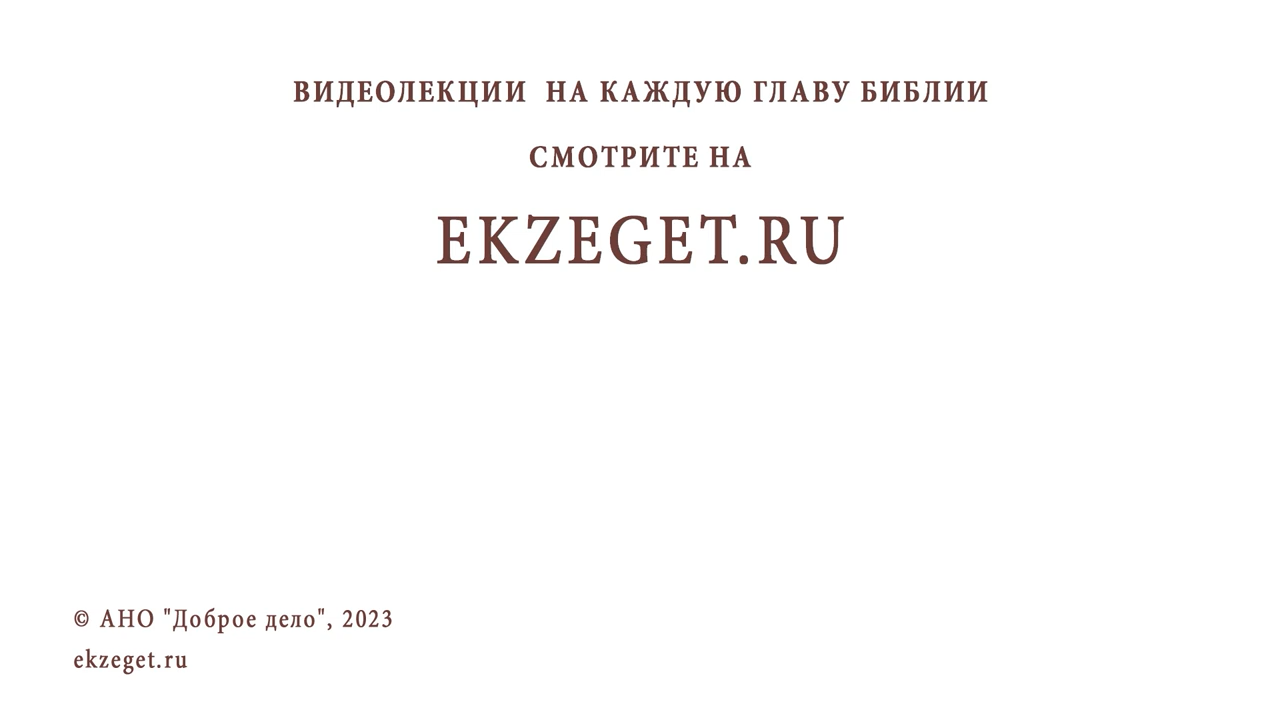 ВИДЕОЛЕКЦИИ НА КАЖДУЮ ГЛАВУ БИБЛИИ
СМОТРИТЕ НА
EKZEGET.RU
© АНО "Доброе дело", 2023
ekzeget.ru